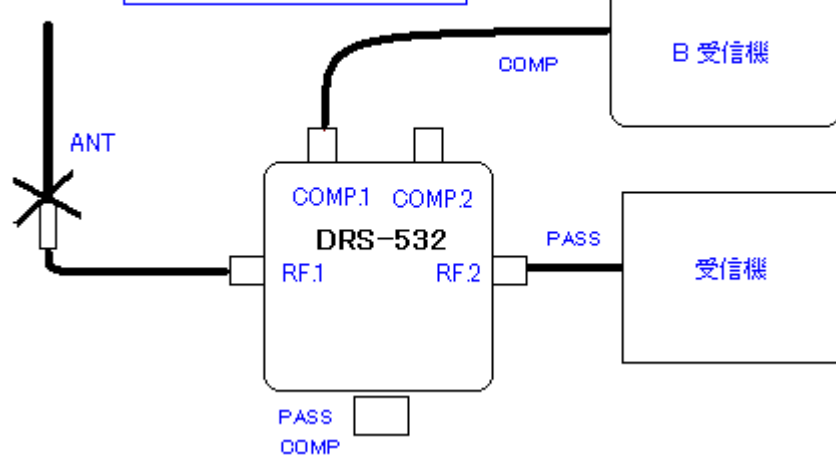 COMP
B 受信機
ANT
COMP.1 COMP.2
DRS-532
PASS
RF.1 RF.2
受信機
PASS
COMP